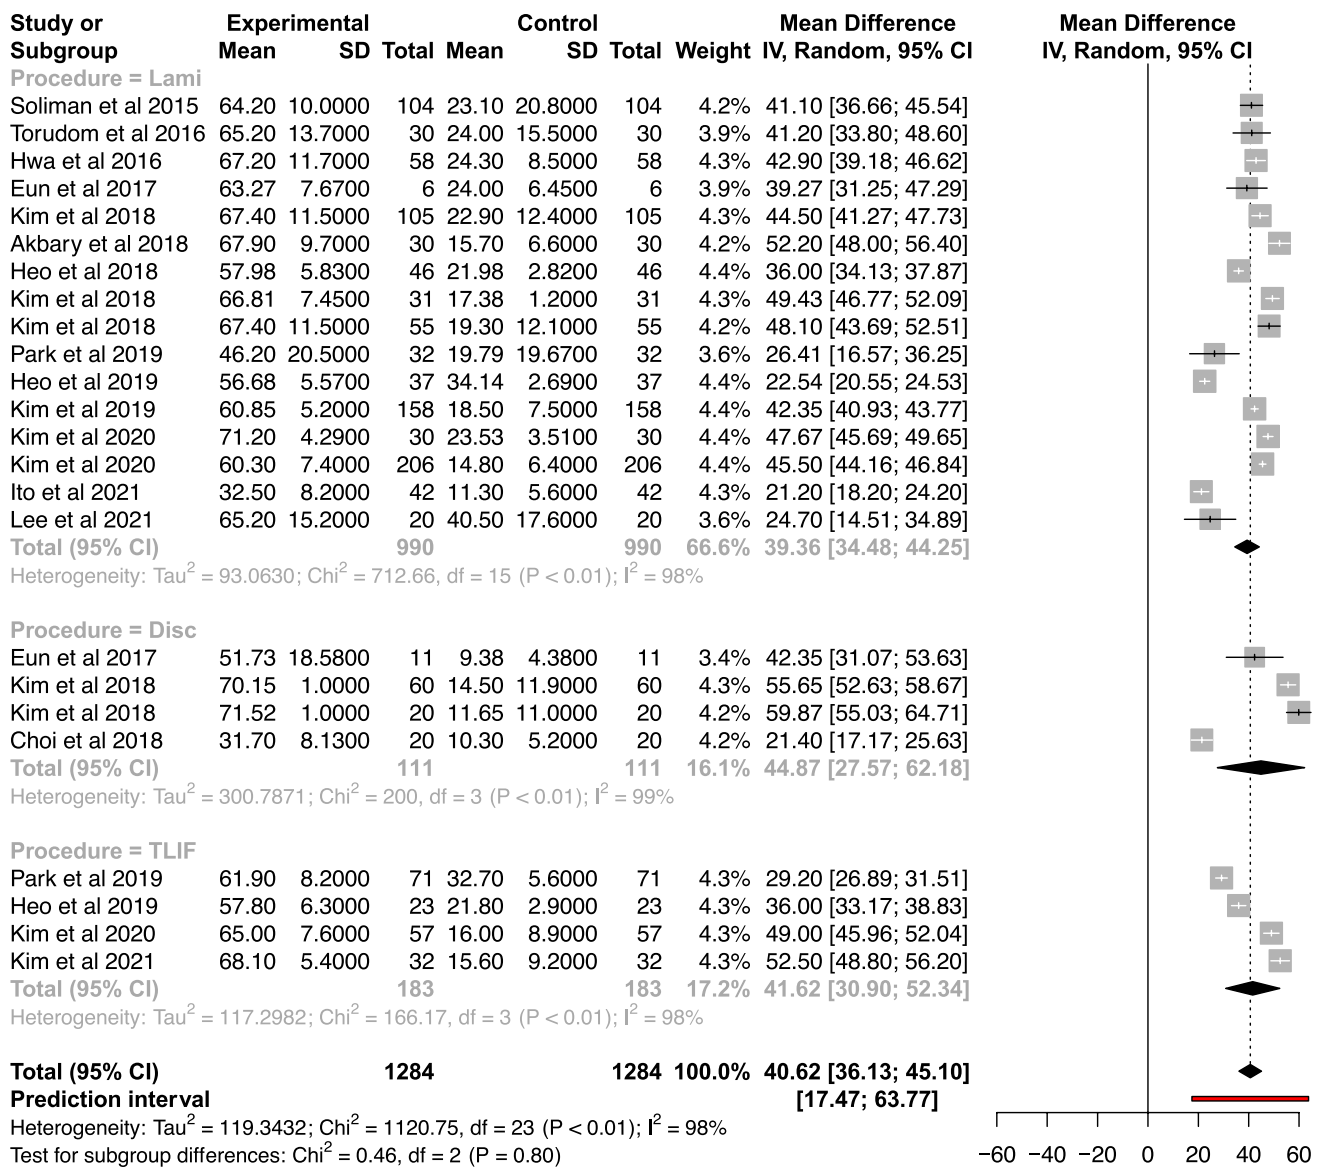 Study or Experimental Control Mean Difference Mean Difference
Subgroup Mean SD Total Mean SD Total Weight IV, Random, 95% CI IV, Random, 95% CI
Procedure = Lami
Soliman et al 2015 64.20 10.0000 104 23.10 20.8000 104 4.2% 41.10 [36.66; 45.54]
Torudom et al 2016 65.20 13.7000 30 24.00 15.5000 30 3.9% 41.20 [33.80; 48.60]
Hwa et al 2016 67.20 11.7000 58 24.30 8.5000 58 4.3% 42.90 [39.18; 46.62]
Eun et al 2017 63.27 7.6700 6 24.00 6.4500 6 3.9% 39.27 [31.25; 47.29]
Kim et al 2018 67.40 11.5000 105 22.90 12.4000 105 4.3% 44.50 [41.27; 47.73]
Akbary et al 2018 67.90 9.7000 30 15.70 6.6000 30 4.2% 52.20 [48.00; 56.40]
Heo et al 2018 57.98 5.8300 46 21.98 2.8200 46 4.4% 36.00 [34.13; 37.87]
Kim et al 2018 66.81 7.4500 31 17.38 1.2000 31 4.3% 49.43 [46.77; 52.09]
Kim et al 2018 67.40 11.5000 55 19.30 12.1000 55 4.2% 48.10 [43.69; 52.51]
Park et al 2019 46.20 20.5000 32 19.79 19.6700 32 3.6% 26.41 [16.57; 36.25]
Heo et al 2019 56.68 5.5700 37 34.14 2.6900 37 4.4% 22.54 [20.55; 24.53]
Kim et al 2019 60.85 5.2000 158 18.50 7.5000 158 4.4% 42.35 [40.93; 43.77]
Kim et al 2020 71.20 4.2900 30 23.53 3.5100 30 4.4% 47.67 [45.69; 49.65]
Kim et al 2020 60.30 7.4000 206 14.80 6.4000 206 4.4% 45.50 [44.16; 46.84]
Ito et al 2021 32.50 8.2000 42 11.30 5.6000 42 4.3% 21.20 [18.20; 24.20]
Lee et al 2021 65.20 15.2000 20 40.50 17.6000 20 3.6% 24.70 [14.51; 34.89]
Total (95% CI) 990 990 66.6% 39.36 [34.48; 44.25]
Heterogeneity: Tau² = 93.0630; Chi² = 712.66, df = 15 (P < 0.01); I² = 98%
Procedure = Disc
Eun et al 2017 51.73 18.5800 11 9.38 4.3800 11 3.4% 42.35 [31.07; 53.63]
Kim et al 2018 70.15 1.0000 60 14.50 11.9000 60 4.3% 55.65 [52.63; 58.67]
Kim et al 2018 71.52 1.0000 20 11.65 11.0000 20 4.2% 59.87 [55.03; 64.71]
Choi et al 2018 31.70 8.1300 20 10.30 5.2000 20 4.2% 21.40 [17.17; 25.63]
Total (95% CI) 111 111 16.1% 44.87 [27.57; 62.18]
Heterogeneity: Tau² = 300.7871; Chi² = 200, df = 3 (P < 0.01); I² = 99%
Procedure = TLIF
Park et al 2019 61.90 8.2000 71 32.70 5.6000 71 4.3% 29.20 [26.89; 31.51]
Heo et al 2019 57.80 6.3000 23 21.80 2.9000 23 4.3% 36.00 [33.17; 38.83]
Kim et al 2020 65.00 7.6000 57 16.00 8.9000 57 4.3% 49.00 [45.96; 52.04]
Kim et al 2021 68.10 5.4000 32 15.60 9.2000 32 4.3% 52.50 [48.80; 56.20]
Total (95% CI) 183 183 17.2% 41.62 [30.90; 52.34]
Heterogeneity: Tau² = 117.2982; Chi² = 166.17, df = 3 (P < 0.01); I² = 98%
Total (95% CI) 1284 1284 100.0% 40.62 [36.13; 45.10]
Prediction interval [17.47; 63.77]
Heterogeneity: Tau² = 119.3432; Chi² = 1120.75, df = 23 (P < 0.01); I² = 98%
Test for subgroup differences: Chi² = 0.46, df = 2 (P = 0.80) −60 −40 −20 0 20 40 60